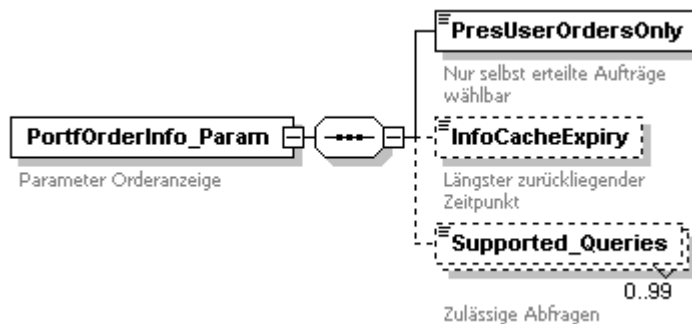 PresUserOrdersOnly
Nur selbst erteilte Aufträge
wählbar
PortfOrderInfo_Param
Parameter Orderanzeige
InfoCacheExpiry
Längster zurückliegender
Zeitpunkt
Supported_Queries
0..99
Zulässige Abfragen